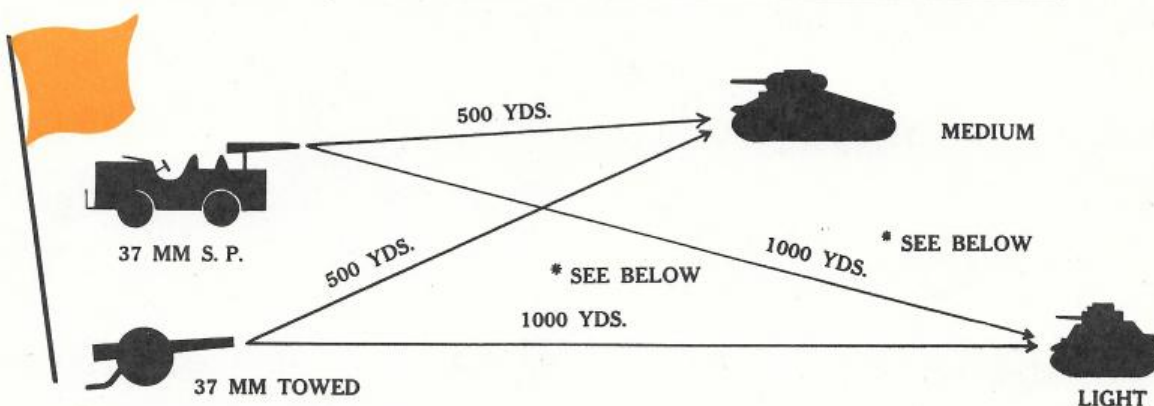 500 YDS.
MEDIUM
37 MM S. P.
500 YDS.
* SEE BELOW
1000 YDS.
* SEE BELOW
1000 YDS.
37 MM TOWED
LIGHT